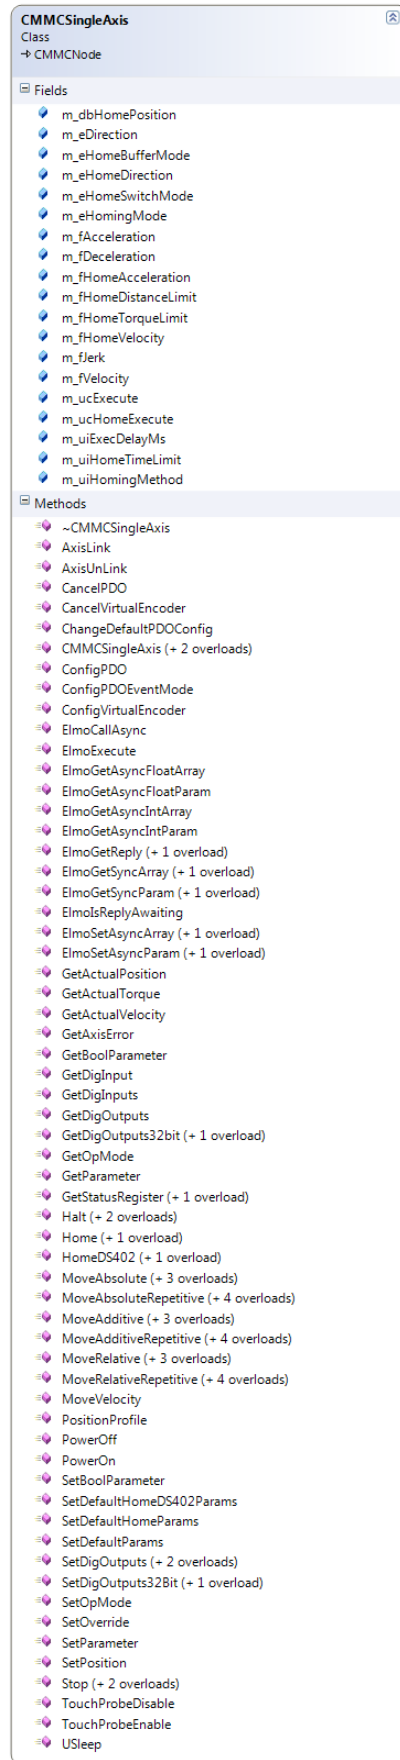 CMMCSingleAxis
Class
CMMCNode
Fields
m_dbHomePosition
m_eDirection
m_eHomeBufferMode
m_eHomeDirection
m_eHomeSwitchMode
m_eHomingMode
m_fAcceleration
m_fDeceleration
m_fHomeAcceleration
m_fHomeDistanceLimit
m_fHomeTorqueLimit
m_fHomeVelocity
m_fJerk
m_fVelocity
m_ucExecute
m_ucHomeExecute
m_uiExecDelayMs
m_uiHomeTimeLimit
m_uiHomingMethod
Methods
~CMMCSingleAxis
AxisLink
AxisUnLink
CancelPDO
CancelVirtualEncoder
ChangeDefaultPDOConfig
CMMCSingleAxis (+ 2 overloads)
ConfigPDO
ConfigPDOEventMode
ConfigVirtualEncoder
ElmoCallAsync
ElmoExecute
ElmoGetAsyncFloatArray
ElmoGetAsyncFloatParam
ElmoGetAsyncIntArray
ElmoGetAsyncIntParam
ElmoGetReply (+ 1 overload)
ElmoGetSyncArray (+ 1 overload)
ElmoGetSyncParam (+ 1 overload)
ElmoIsReplyAwaiting
ElmoSetAsyncArray (+ 1 overload)
ElmoSetAsyncParam (+ 1 overload)
GetActualPosition
GetActualTorque
GetActualVelocity
GetAxisError
GetBoolParameter
GetDigInput
GetDigInputs
GetDigOutputs
GetDigOutputs32bit (+ 1 overload)
GetOpMode
GetParameter
GetStatusRegister (+ 1 overload)
Halt (+ 2 overloads)
Home (+ 1 overload)
HomeDS402 (+ 1 overload)
MoveAbsolute (+ 3 overloads)
MoveAbsoluteRepetitive (+ 4 overloads)
MoveAdditive (+ 3 overloads)
MoveAdditiveRepetitive (+ 4 overloads)
MoveRelative (+ 3 overloads)
MoveRelativeRepetitive (+ 4 overloads)
MoveVelocity
PositionProfile
PowerOff
PowerOn
SetBoolParameter
SetDefaultHomeDS402Params
SetDefaultHomeParams
SetDefaultParams
SetDigOutputs (+ 2 overloads)
SetDigOutputs32Bit (+ 1 overload)
SetOpMode
SetOverride
SetParameter
SetPosition
Stop (+ 2 overloads)
TouchProbeDisable
TouchProbeEnable
USleep